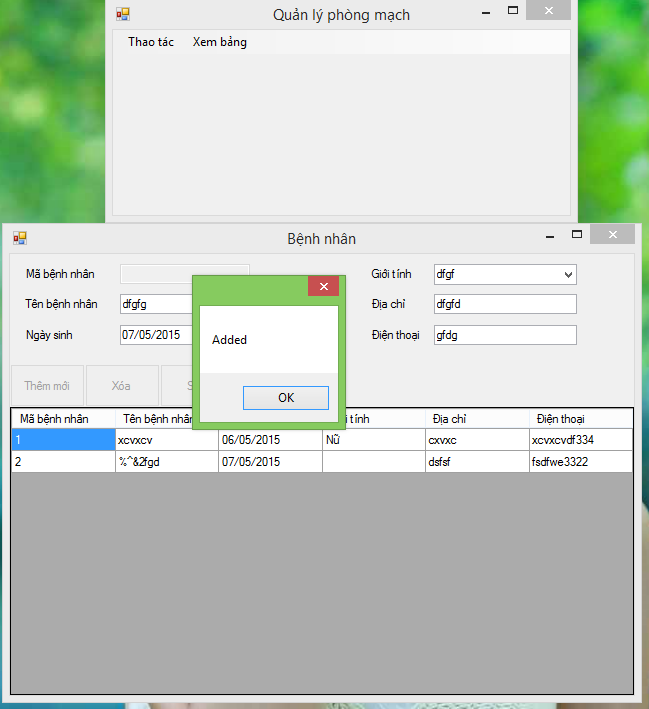 Quản lý phòng mạch
Thao tác Xem bảng
Bệnh nhân
Mã bệnh nhân
Giới tính dfgf
Tên bệnh nhân dfgfg
Địa chỉ dfgfd
Ngày sinh 07/05/2015
Điện thoại gfdg
Added
OK
Thêm mới Xóa S
Mã bệnh nhân Tên bệnh nhân tính Địa chỉ Điện thoại
1 xcvxcv 06/05/2015 Nữ cxvxc xcvxcvdf334
2 %^&2fgd 07/05/2015 dsfsf fsdfwe3322